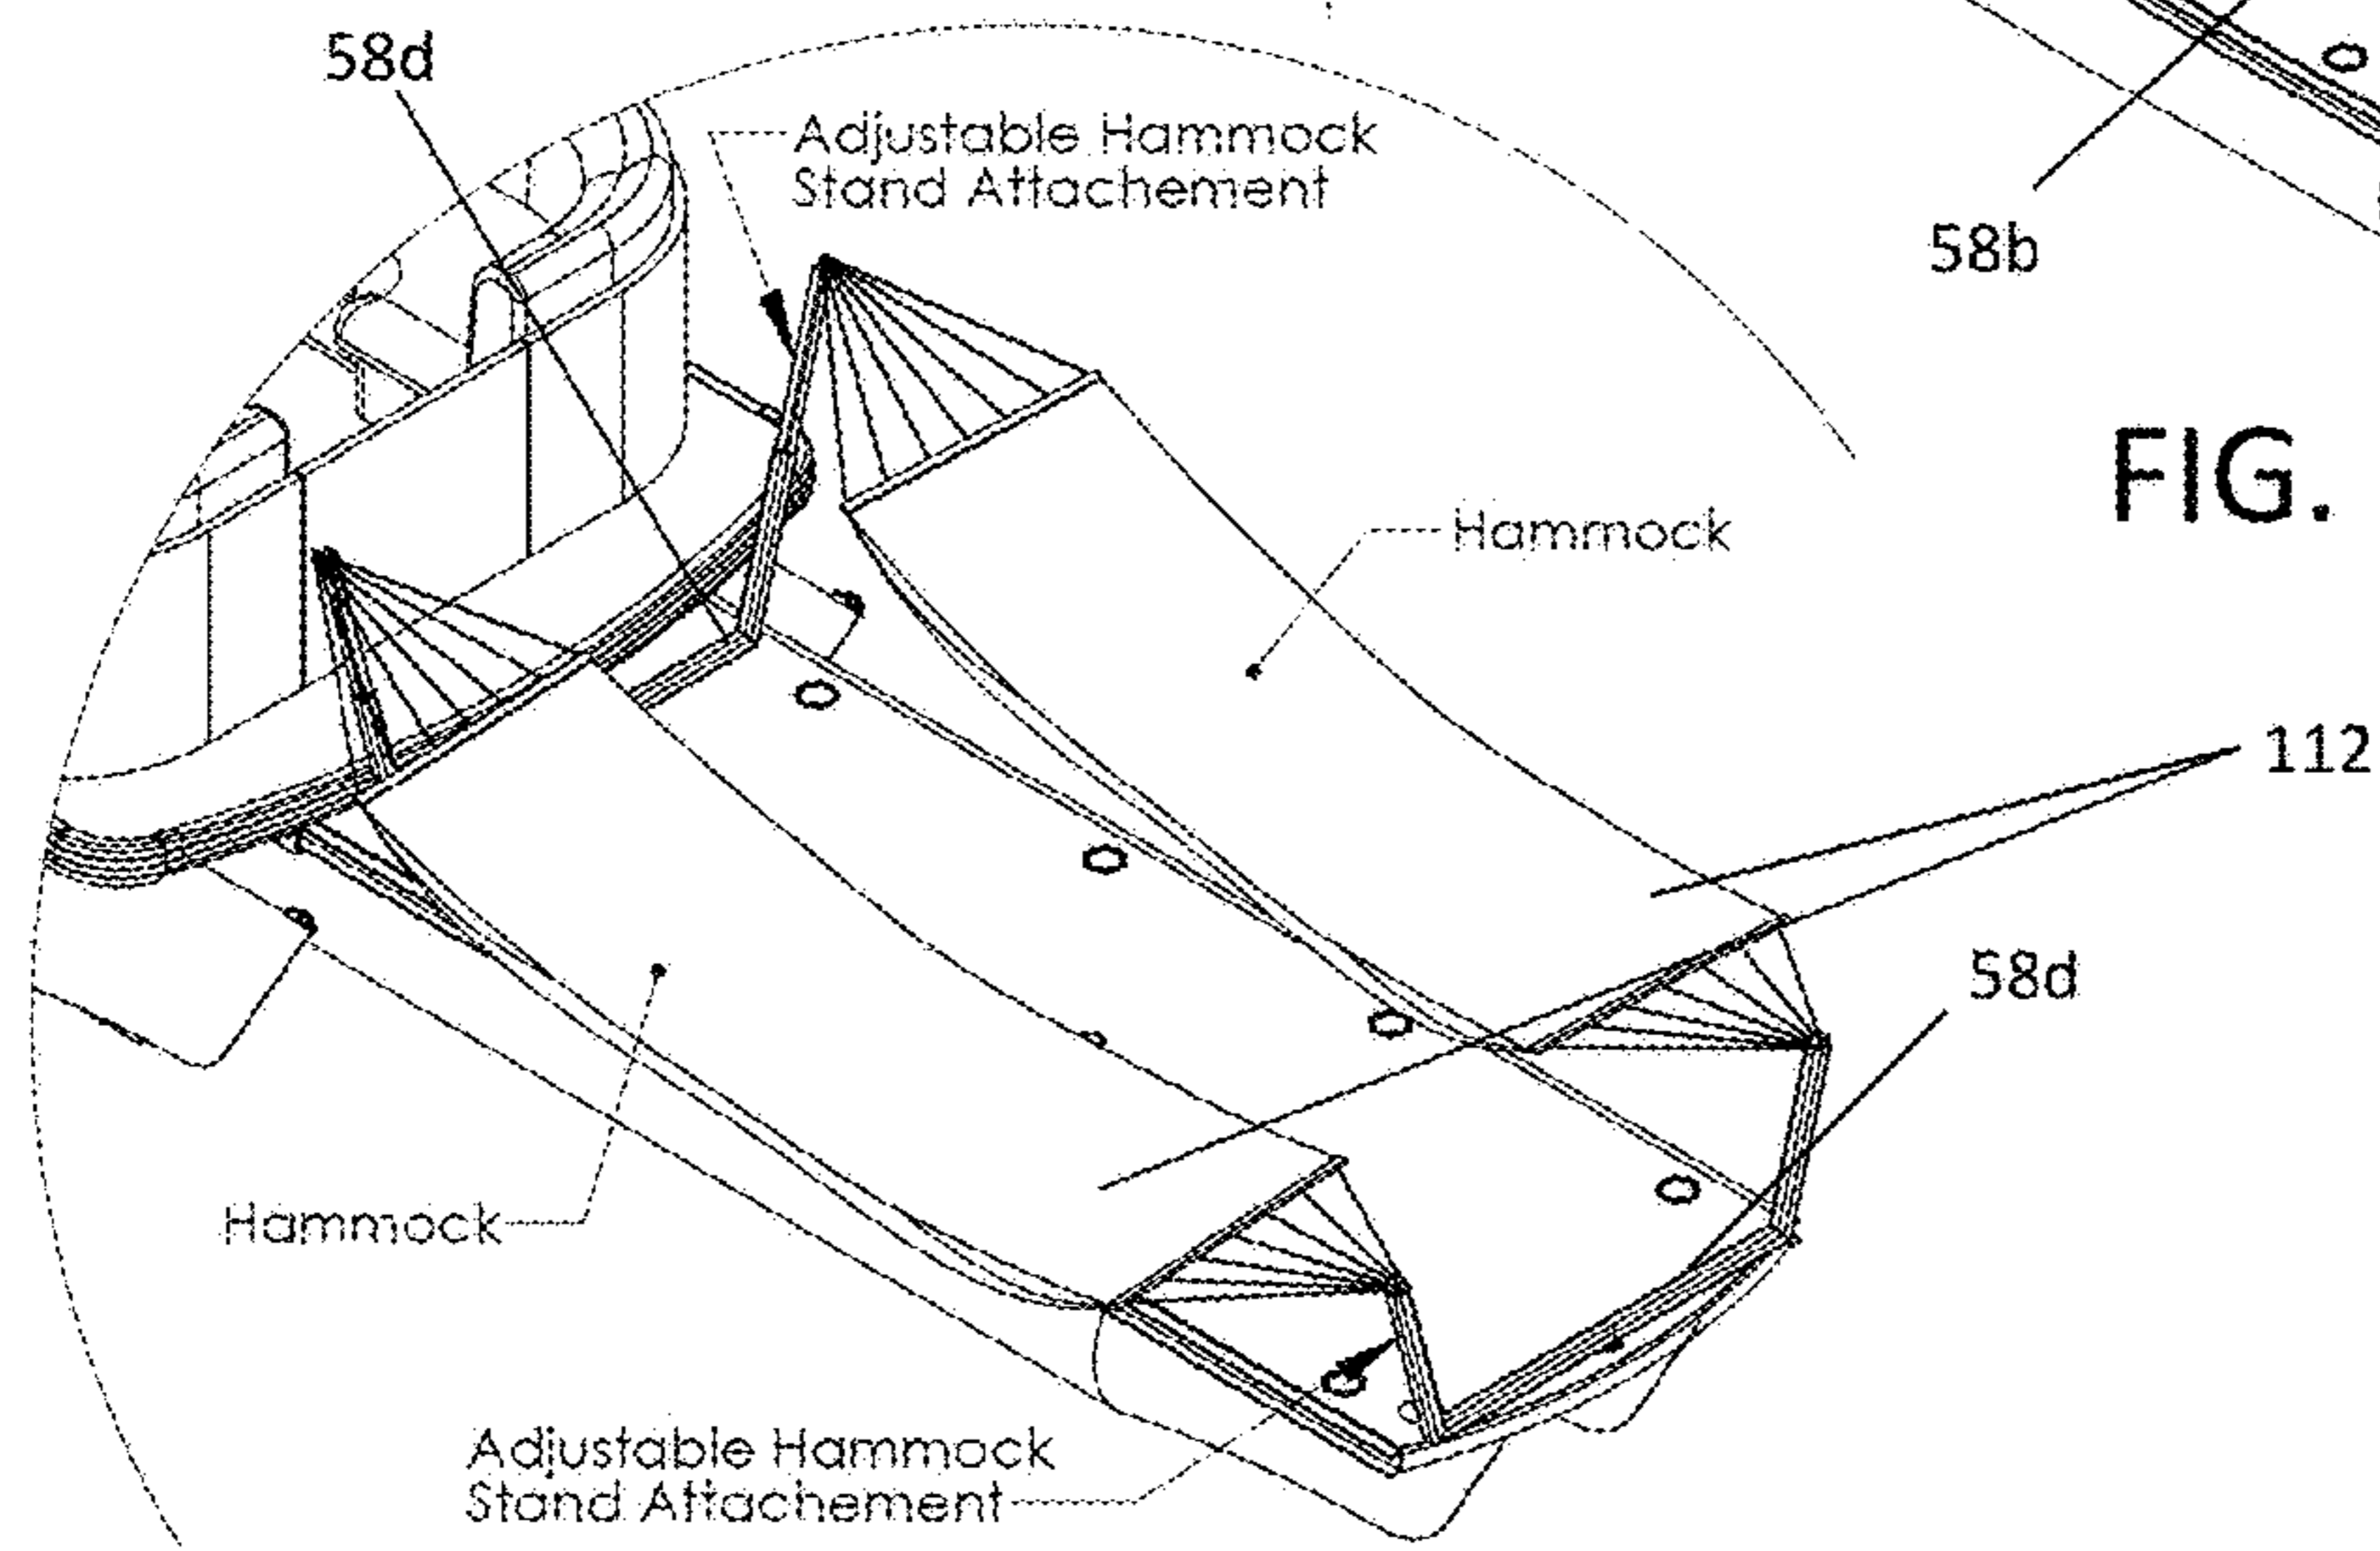 58d
Adjustable Hammock
Stand Attachement
58b
FIG.
Hammock
112
58d
Hammock
Adjustable Hammock
Stand Attachement